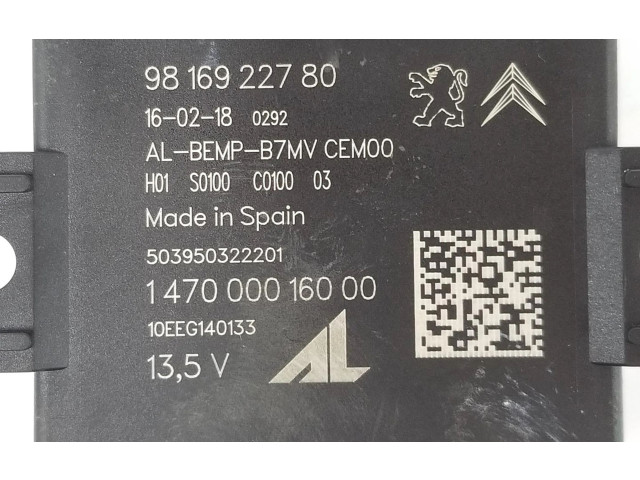 98 169 227 80
16-02-18 0292
AL-BEMP-B7MV CEM00
H01 S0100 C0100 03
Made in Spain
503950322201
1 470 000 160 00
10EEG140133
13,5 V
AL